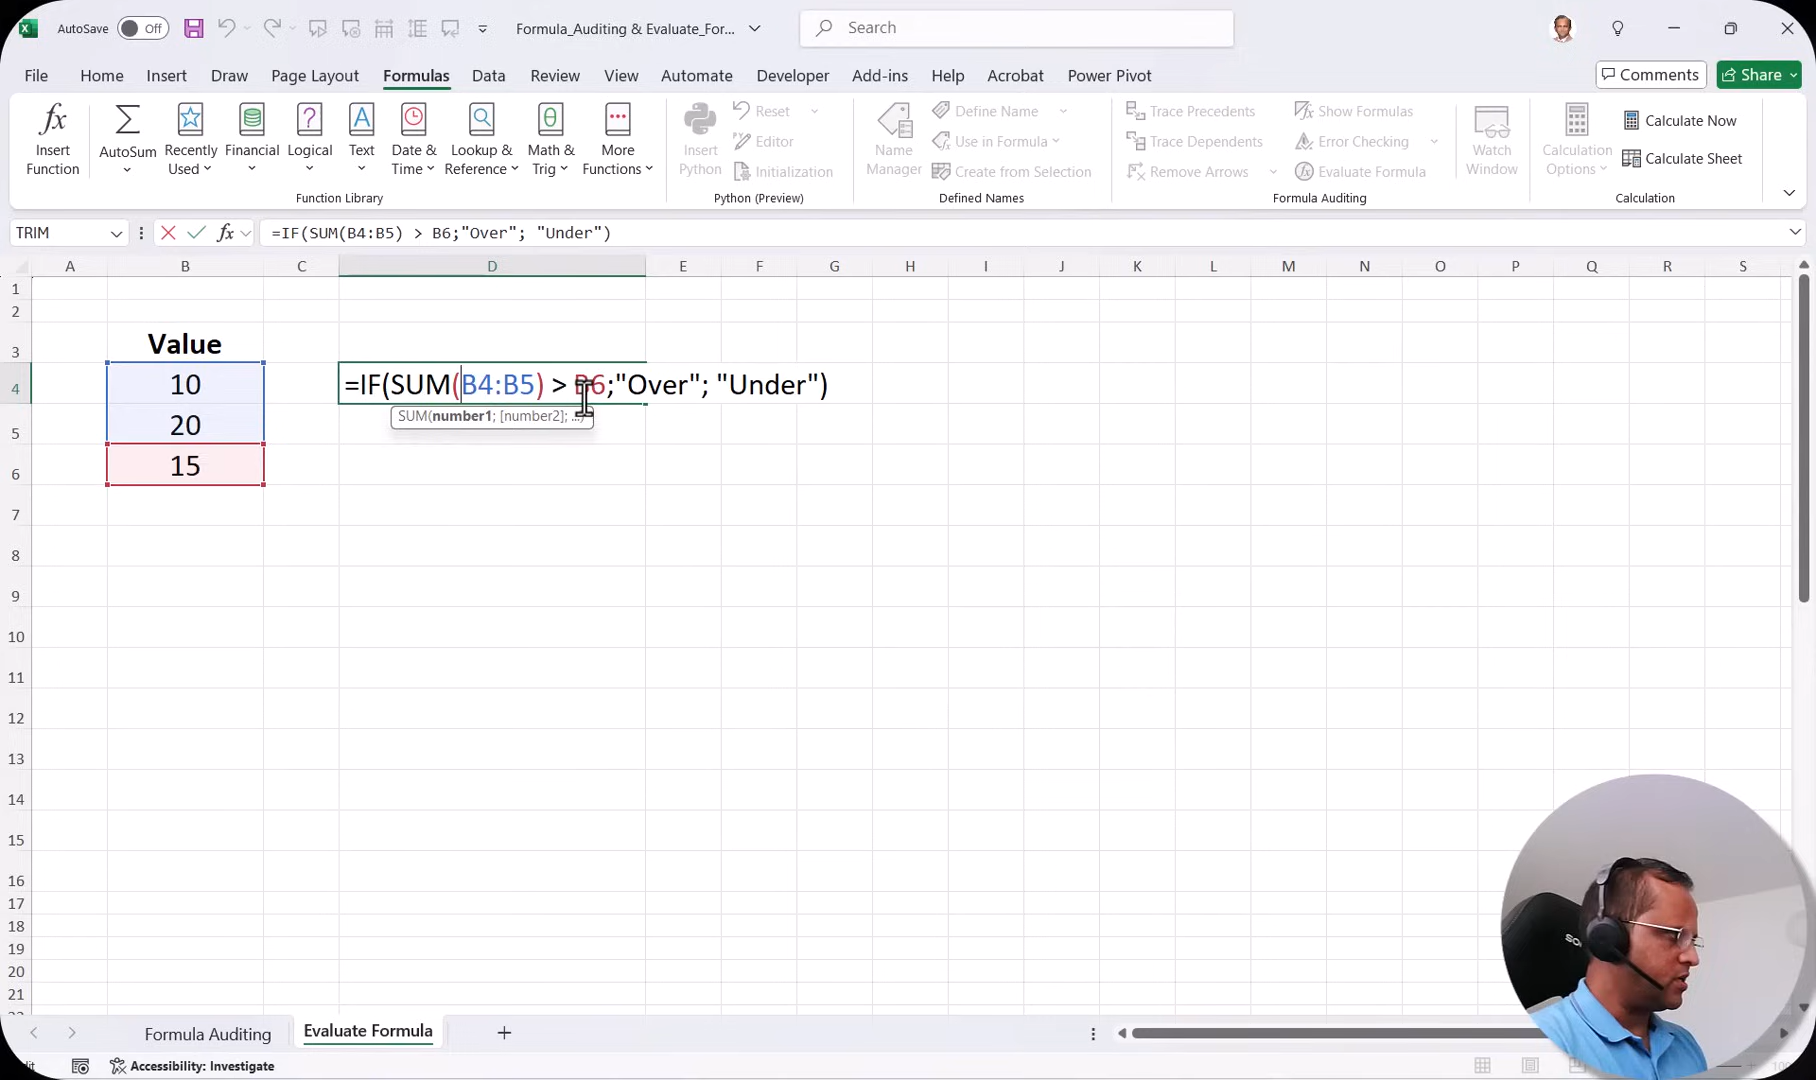 AutoSave Off Formula_Auditing & Evaluate_For... Search
File Home Insert Draw Page Layout Formulas Data Review View Automate Developer Add-ins Help Acrobat Power Pivot Comments Share
fx Insert Function
AutoSum
Recently Used
Financial
Logical
A Text
Date & Time
Lookup & Reference
θ Math & Trig
More Functions
Function Library
Insert Python
Reset
Editor
Initialization
Python (Preview)
Name Manager
Define Name
Use in Formula
Create from Selection
Defined Names
Trace Precedents
Trace Dependents
Remove Arrows
Show Formulas
Error Checking
Evaluate Formula
Watch Window
Formula Auditing
Calculation Options
Calculate Now
Calculate Sheet
Calculation
TRIM fx =IF(SUM(B4:B5) > B6;"Over"; "Under")
A B C D E F G H I J K L M N O P Q R S
1
2
3 Value
4 10 =IF(SUM(B4:B5) > B6;"Over"; "Under")
SUM(number1; [number2]; ...)
5 20
6 15
7
8
9
10
11
12
13
14
15
16
17
18
19
20
21
Formula Auditing Evaluate Formula
Accessibility: Investigate